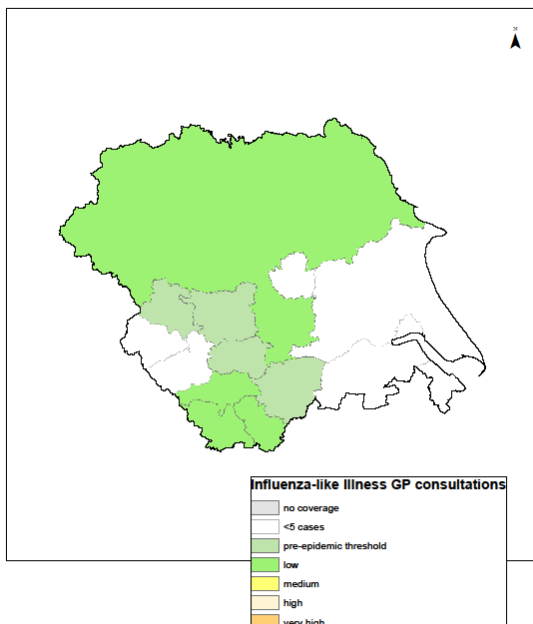 N
Influenza-like Illness GP consultations
no coverage
<5 cases
pre-epidemic threshold
low
medium
high
very high